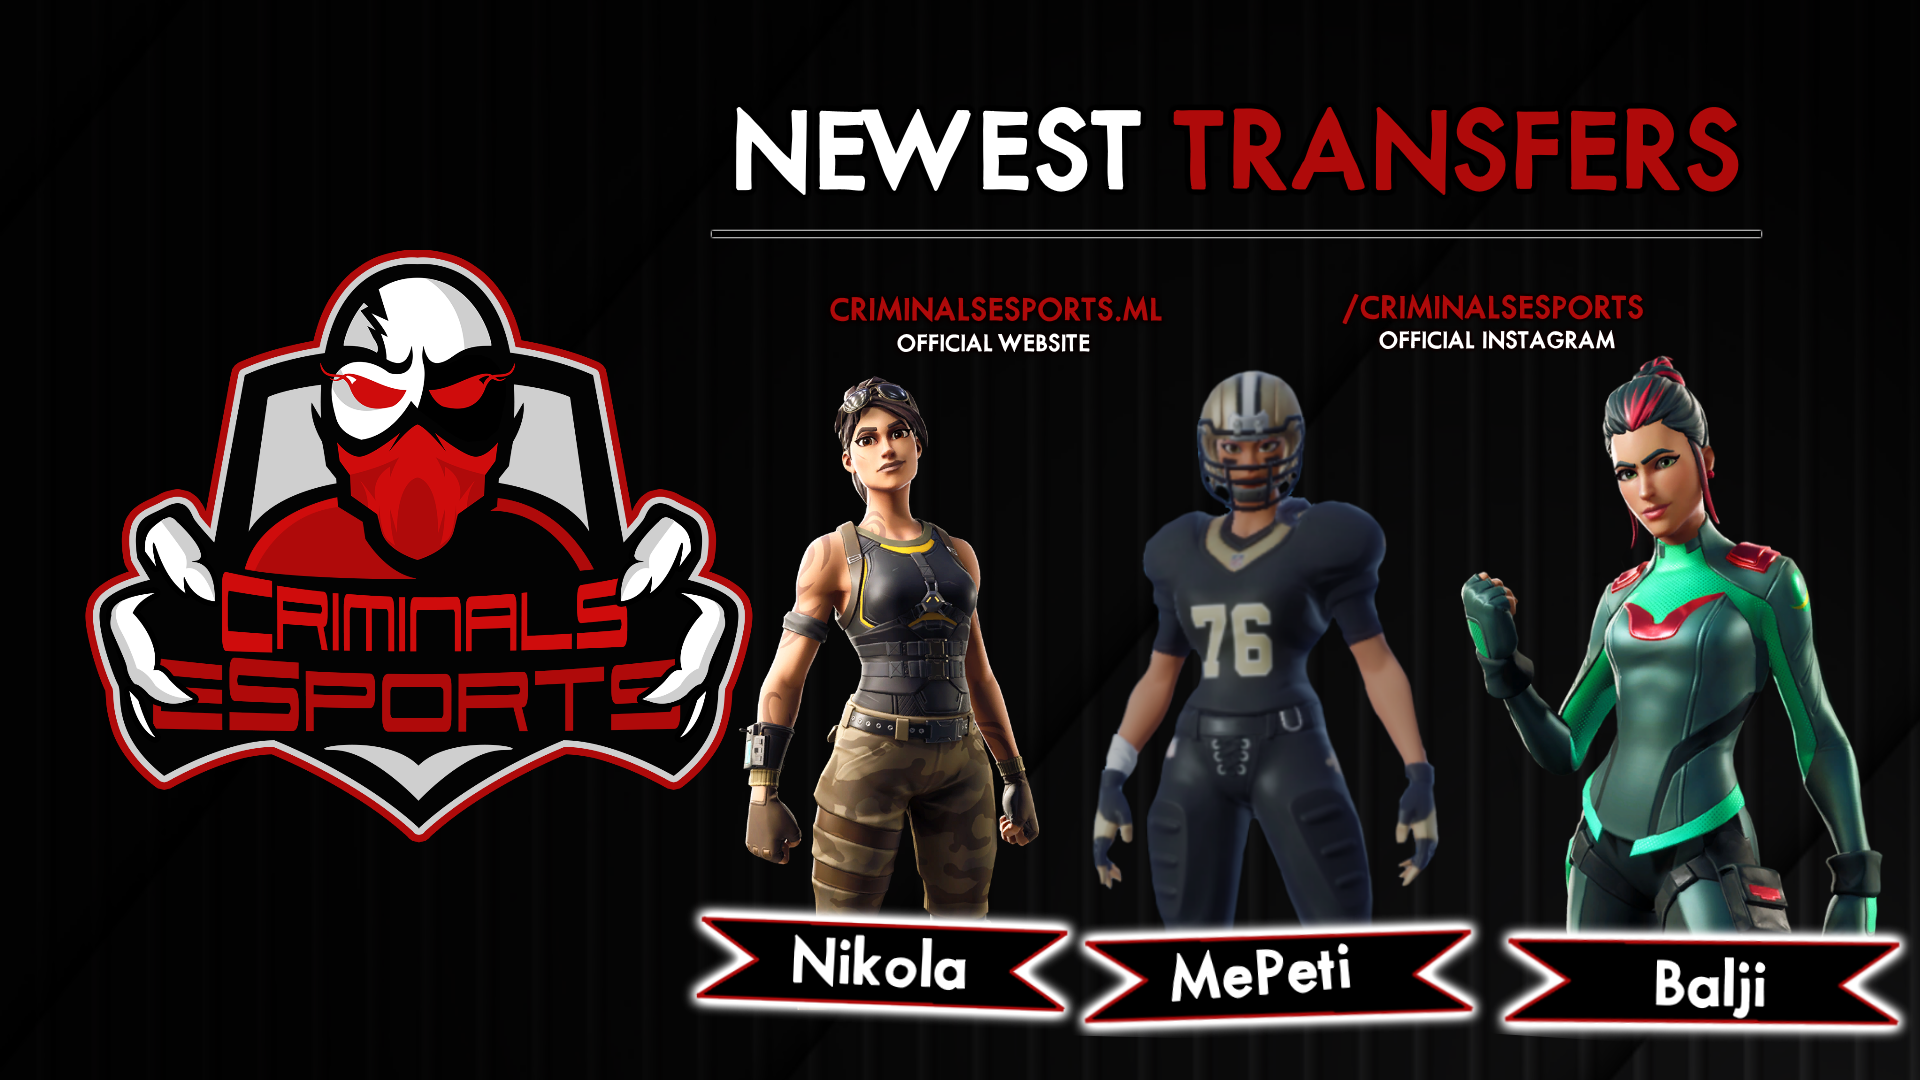 NEWEST TRANSFERS
CRIMINALSESPORTS.ML
OFFICIAL WEBSITE
/CRIMINALSESPORTS
OFFICIAL INSTAGRAM
CRIMINALS
ESPORTS
76
Nikola
MePeti
Balji